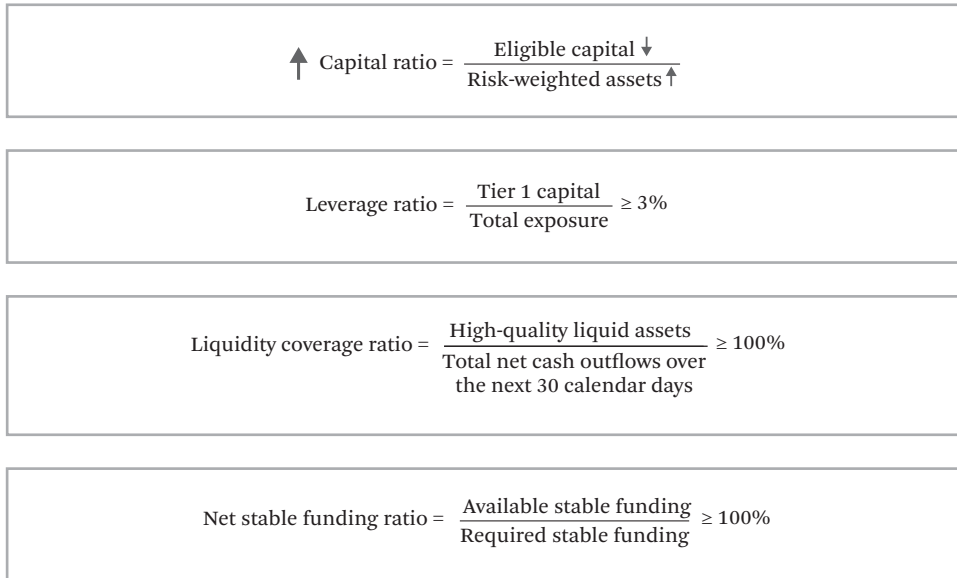 Capital ratio = Eligible capital
Risk-weighted assets
Leverage ratio = Tier 1 capital
Total exposure ≥ 3%
Liquidity coverage ratio = High-quality liquid assets
Total net cash outflows over
the next 30 calendar days ≥ 100%
Net stable funding ratio = Available stable funding
Required stable funding ≥ 100%